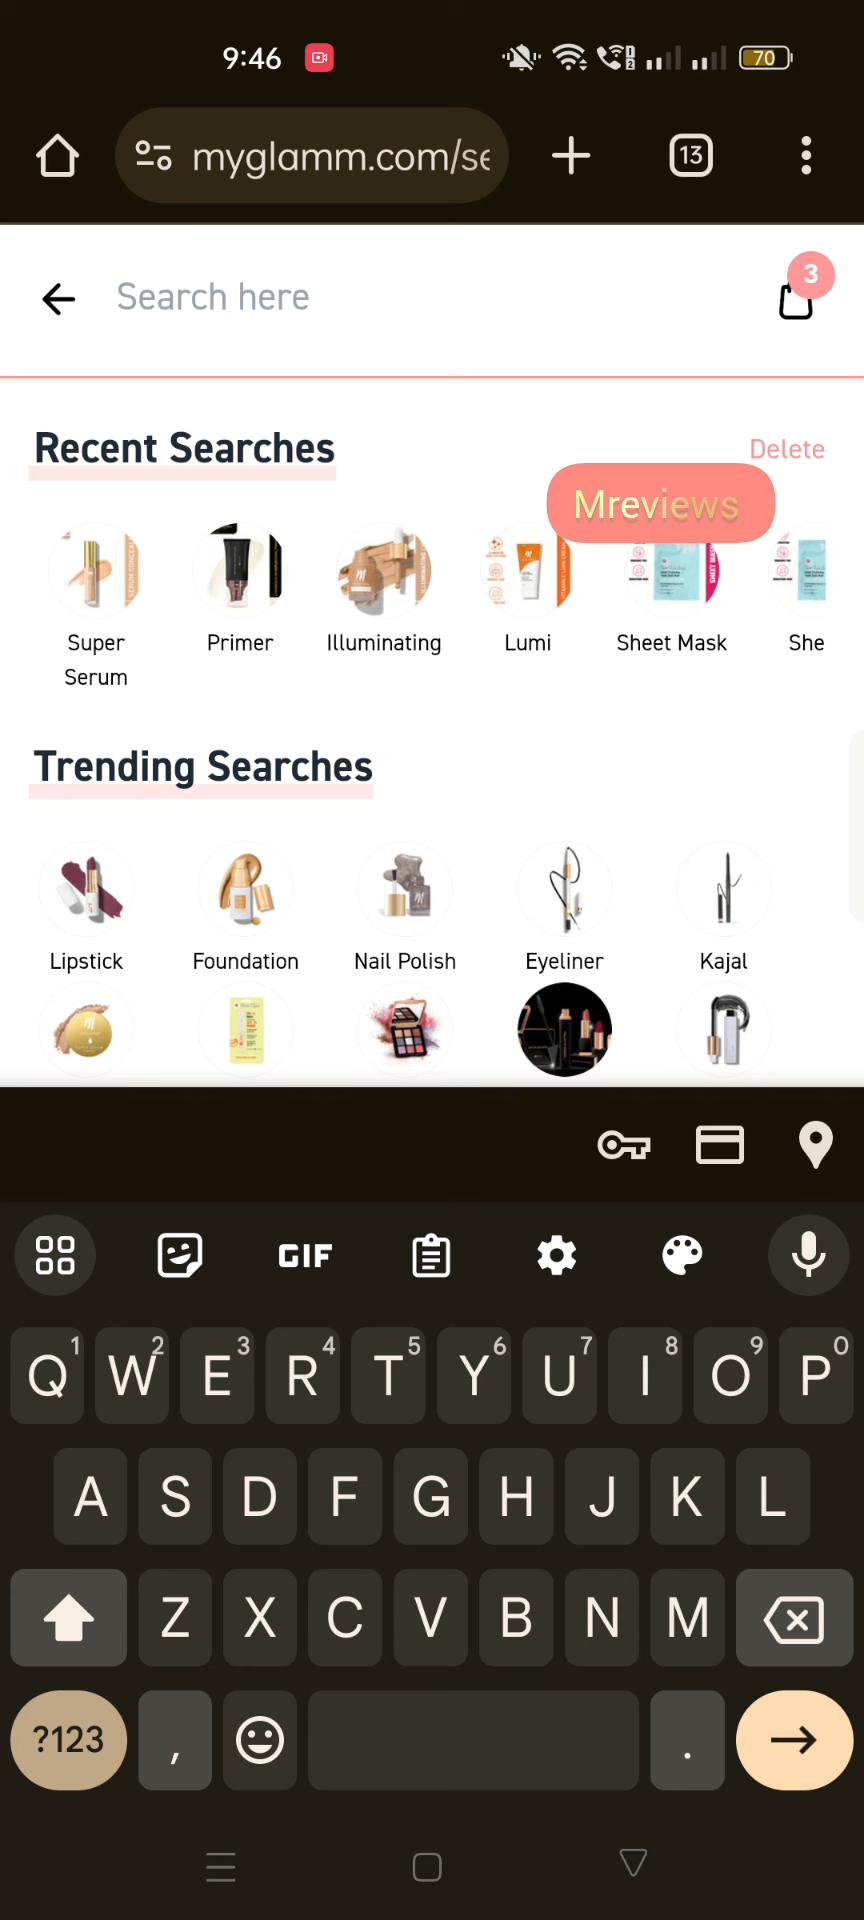 9:46
70
myglamm.com/se
13
Search here
3
Recent Searches
Delete
Mreviews
Super Serum
Primer
Illuminating
Lumi
Sheet Mask
She
Trending Searches
Lipstick
Foundation
Nail Polish
Eyeliner
Kajal
GIF
Q1 W2 E3 R4 T5 Y6 U7 I8 O9 P0
A S D F G H J K L
Z X C V B N M
?123 , .